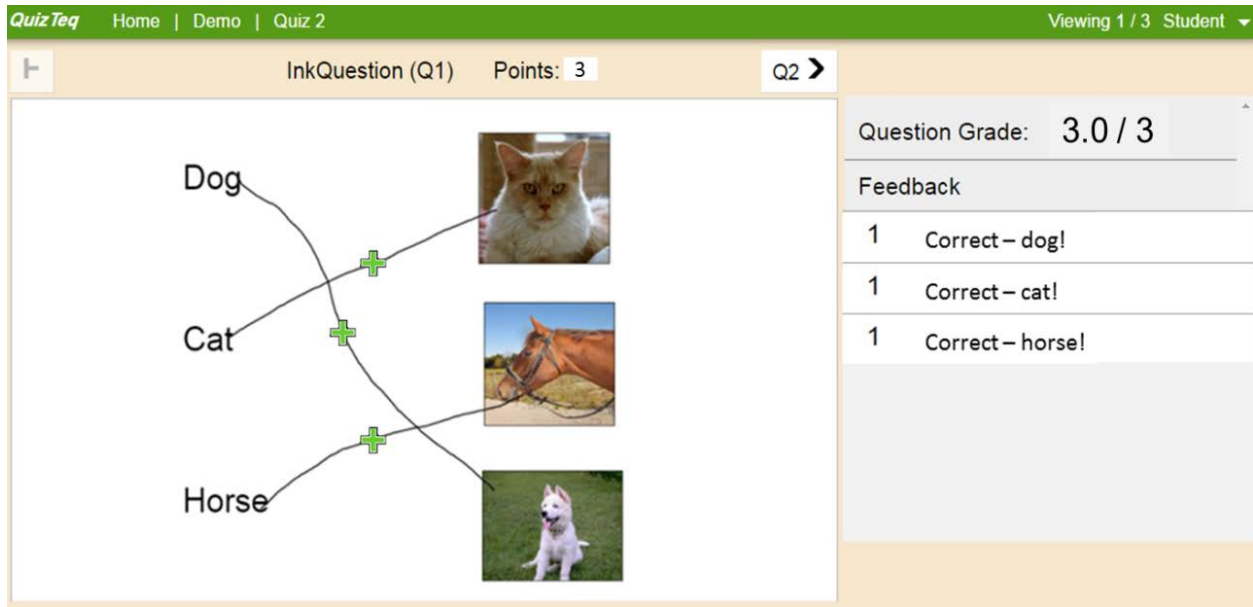 QuizTeq Home | Demo | Quiz 2 Viewing 1 / 3 Student
InkQuestion (Q1) Points: 3 Q2
Dog
Cat
Horse
Question Grade: 3.0 / 3
Feedback
1 Correct – dog!
1 Correct – cat!
1 Correct – horse!